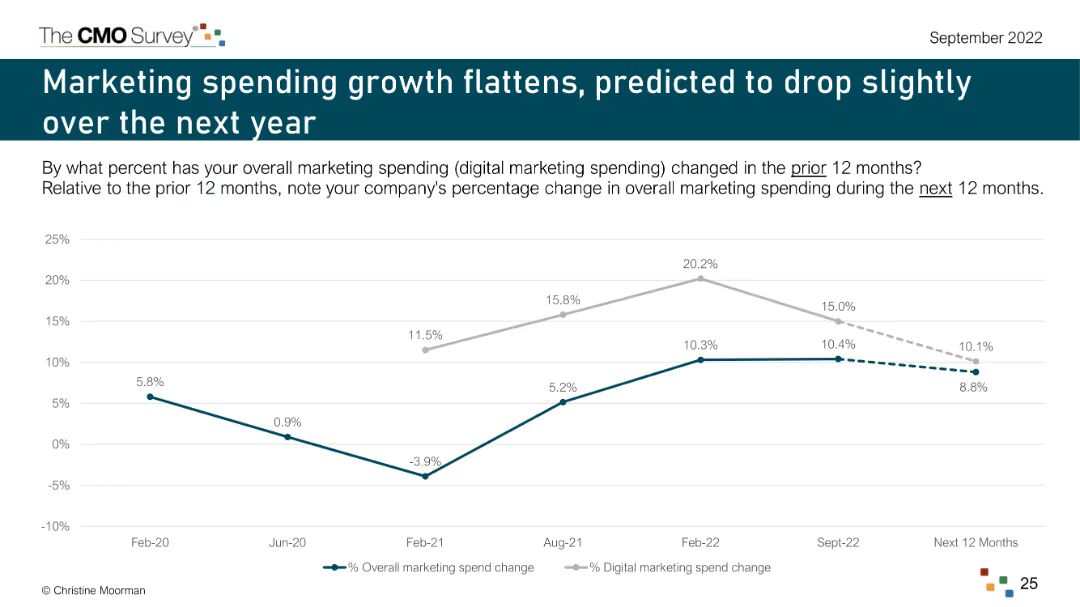 The CMO Survey
September 2022
Marketing spending growth flattens, predicted to drop slightly
over the next year
By what percent has your overall marketing spending (digital marketing spending) changed in the prior 12 months?
Relative to the prior 12 months, note your company's percentage change in overall marketing spending during the next 12 months.
25%
20%
15%
10%
5%
0%
-5%
-10%
5.8%
0.9%
-3.9%
5.2%
10.3%
10.4%
8.8%
11.5%
15.8%
20.2%
15.0%
10.1%
Feb-20
Jun-20
Feb-21
Aug-21
Feb-22
Sept-22
Next 12 Months
% Overall marketing spend change
% Digital marketing spend change
© Christine Moorman
25